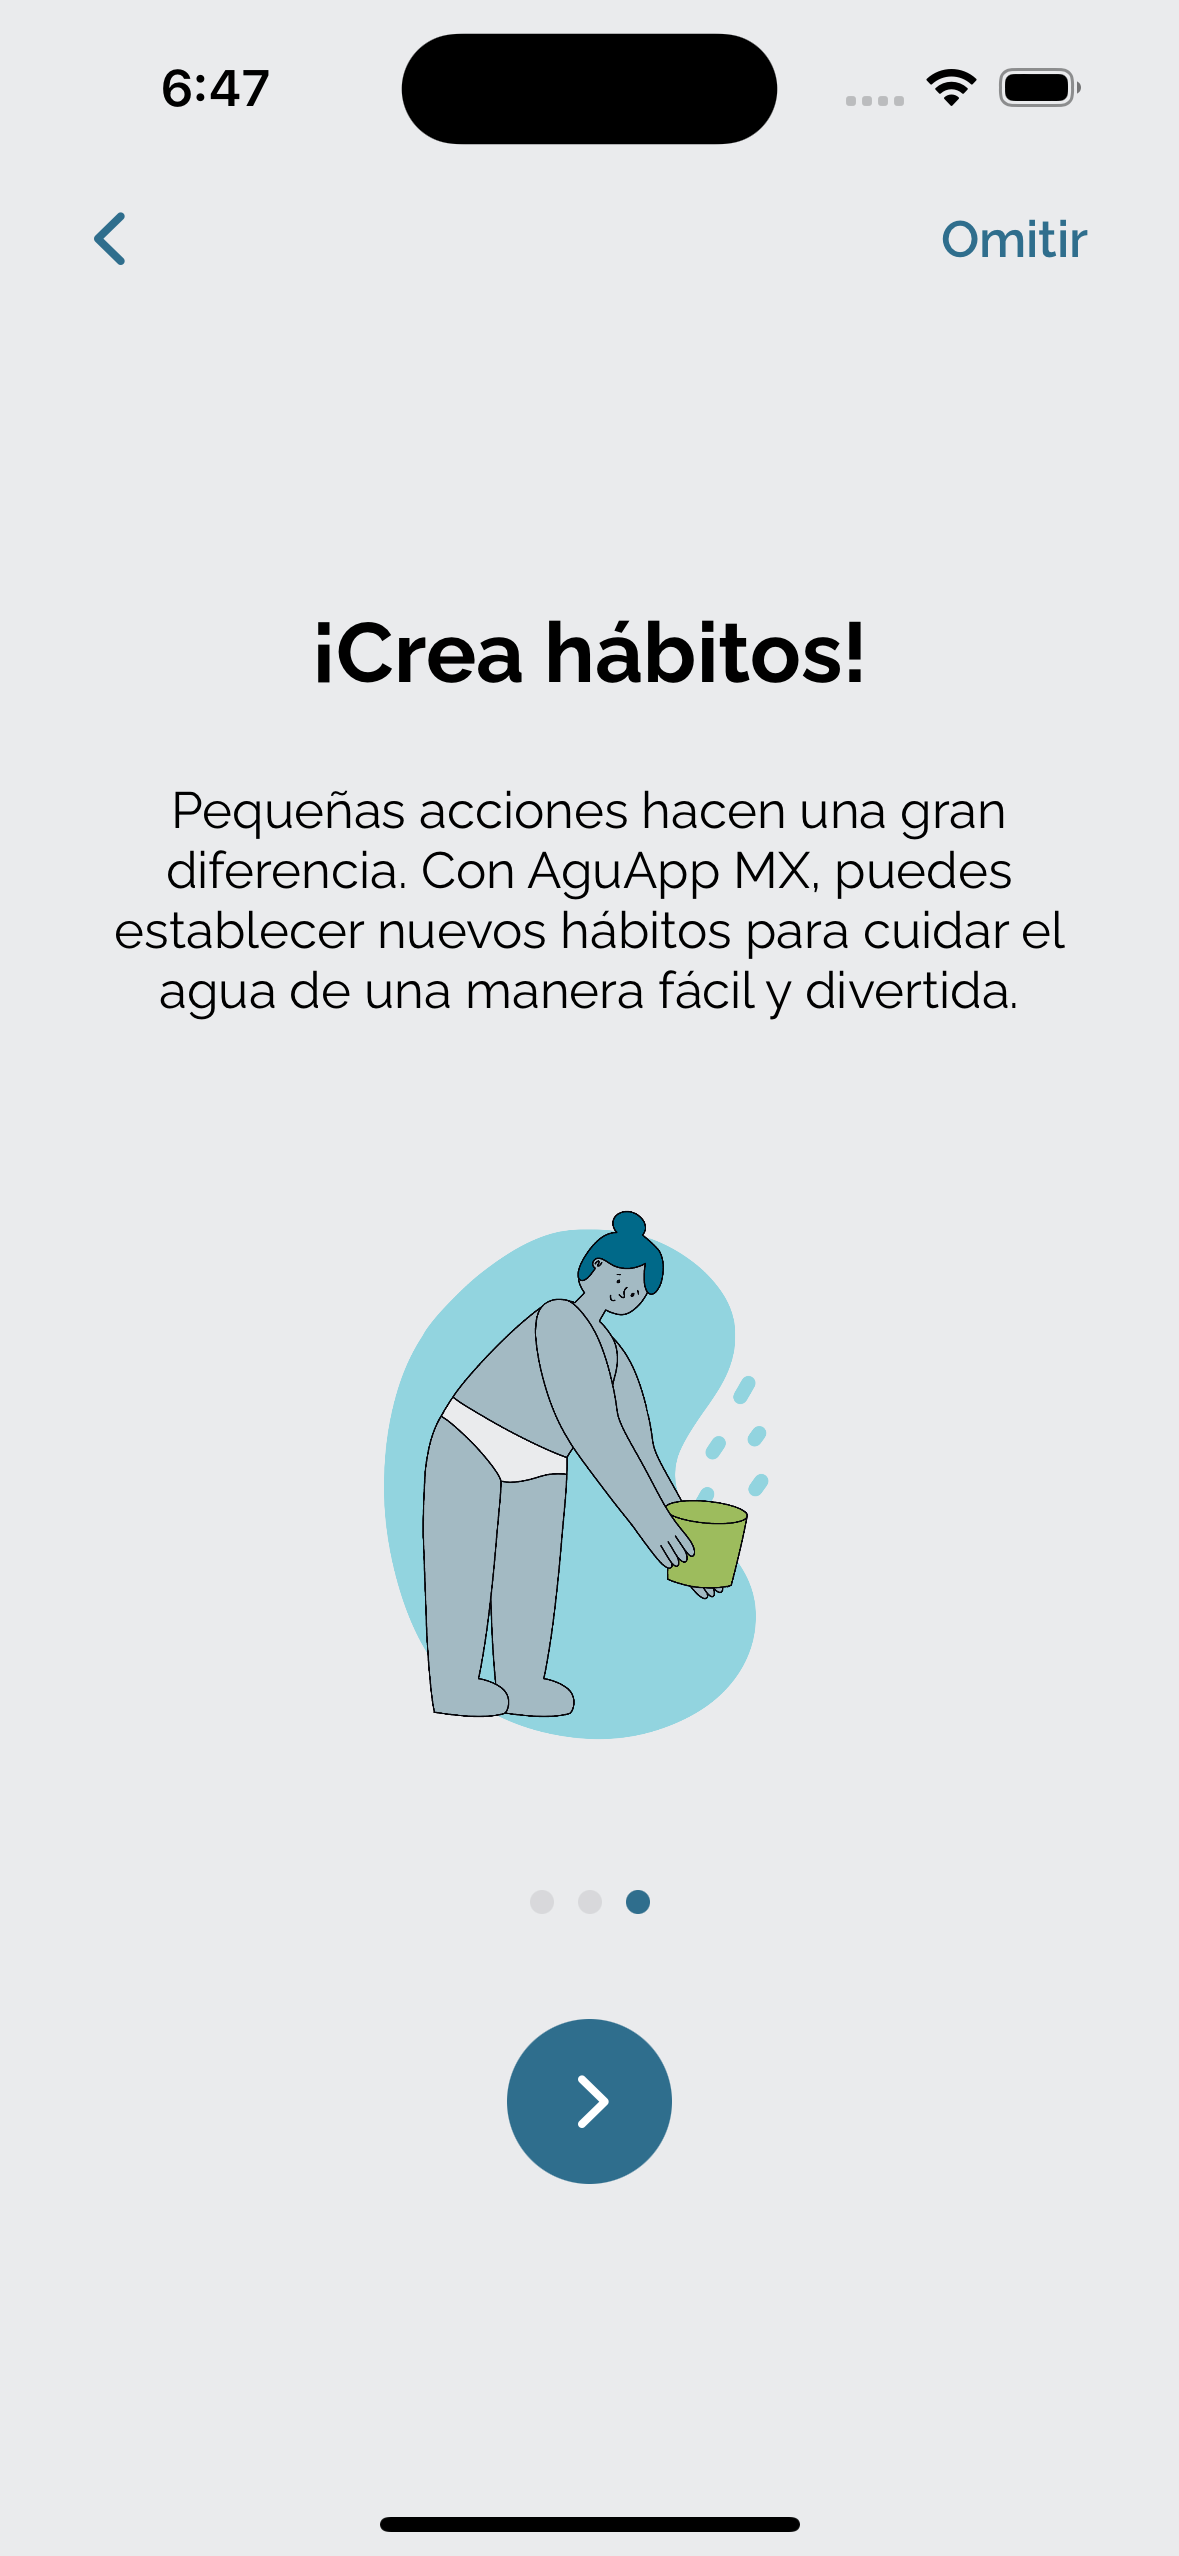 6:47
Omitir
¡Crea hábitos!
Pequeñas acciones hacen una gran
diferencia. Con AguApp MX, puedes
establecer nuevos hábitos para cuidar el
agua de una manera fácil y divertida.